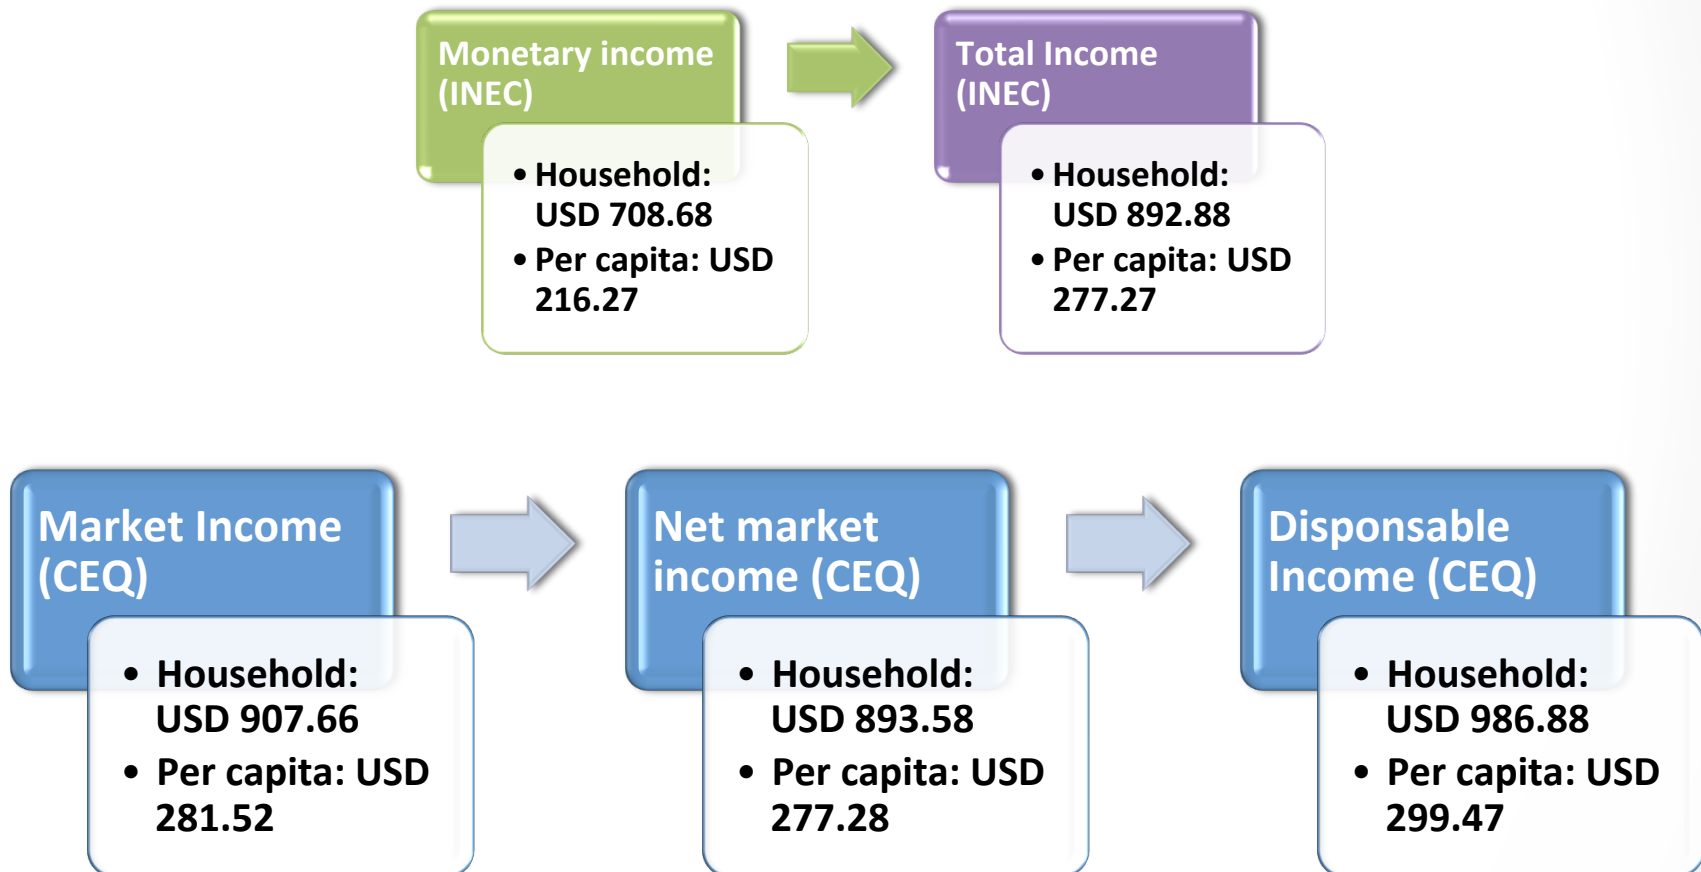 Monetary income
(INEC)
• Household:
USD 708.68
• Per capita: USD
216.27
Total Income
(INEC)
• Household:
USD 892.88
• Per capita: USD
277.27
Market Income
(CEQ)
• Household:
USD 907.66
• Per capita: USD
281.52
Net market
income (CEQ)
• Household:
USD 893.58
• Per capita: USD
277.28
Disponsable
Income (CEQ)
• Household:
USD 986.88
• Per capita: USD
299.47